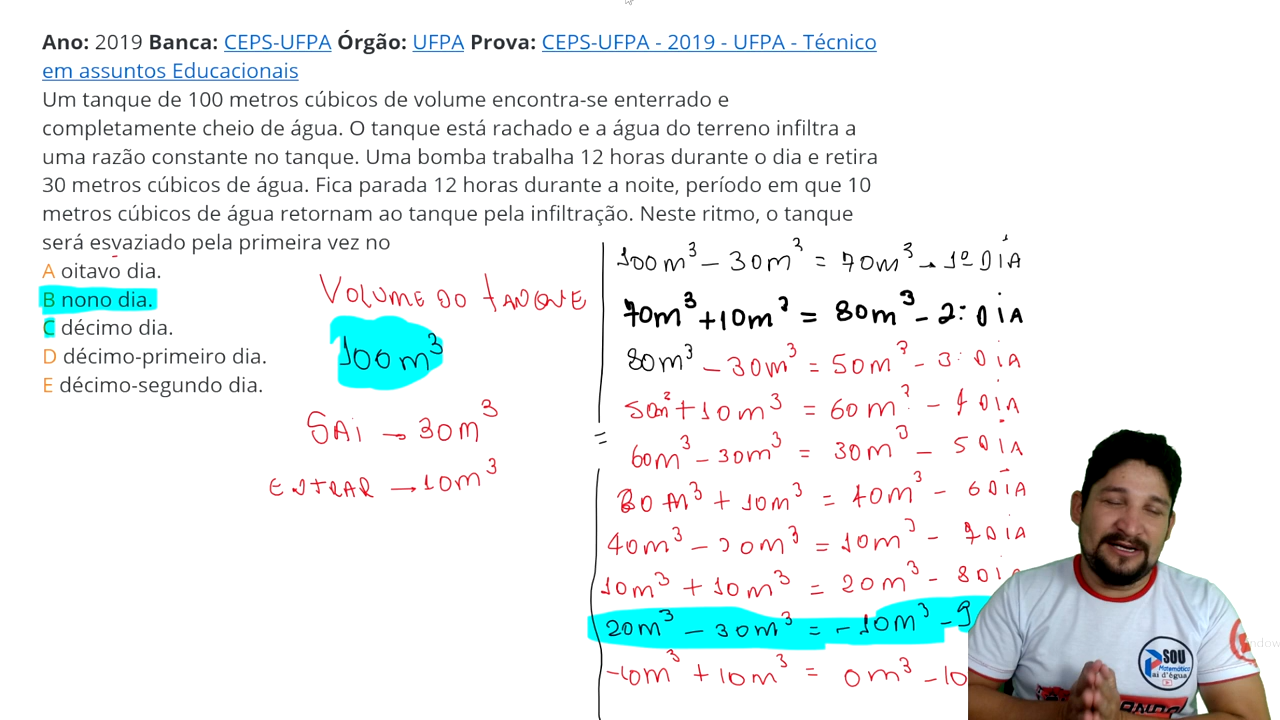 Ano: 2019 Banca: CEPS-UFPA Órgão: UFPA Prova: CEPS-UFPA - 2019 - UFPA - Técnico
em assuntos Educacionais
Um tanque de 100 metros cúbicos de volume encontra-se enterrado e
completamente cheio de água. O tanque está rachado e a água do terreno infiltra a
uma razão constante no tanque. Uma bomba trabalha 12 horas durante o dia e retira
30 metros cúbicos de água. Fica parada 12 horas durante a noite, período em que 10
metros cúbicos de água retornam ao tanque pela infiltração. Neste ritmo, o tanque
será esvaziado pela primeira vez no
A oitavo dia.
B nono dia.
C décimo dia.
D décimo-primeiro dia.
E décimo-segundo dia.
VOLUME DO TANQUE
100m³
SAI → 30m³
ENTRAR → 10m³
100m³ - 30m³ = 70m³ → 1º DIA
70m³ + 10m³ = 80m³ - 2º DIA
80m³ - 30m³ = 50m³ - 3º DIA
50m³ + 10m³ = 60m³ - 4 DIA
=
60m³ - 30m³ = 30m³ - 5 DIA
30m³ + 10m³ = 40m³ - 6 DIA
40m³ - 30m³ = 10m³ - 7 DIA
10m³ + 10m³ = 20m³ - 8 DIA
20m³ - 30m³ = -10m³ - 9
-10m³ + 10m³ = 0m³ - 10
SOU
Matemática
ai d'égua